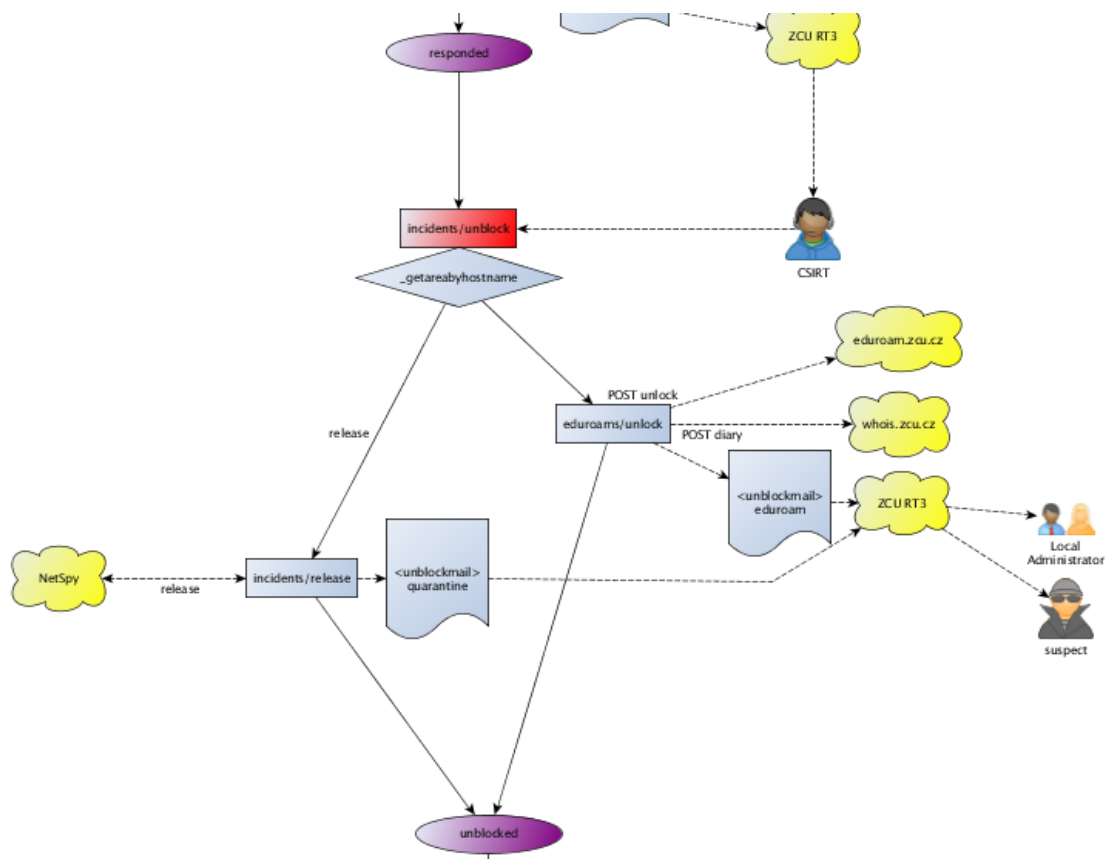 ZCU RT3
responded
incidents/unblock
CSIRT
_getareabyhostname
eduroam.zcu.cz
POST unlock
eduroams/unlock
whois.zcu.cz
release
POST diary
<unblockmail>
eduroam
ZCU RT3
Local
Administrator
NetSpy
release
incidents/release
<unblockmail>
quarantine
suspect
unblocked